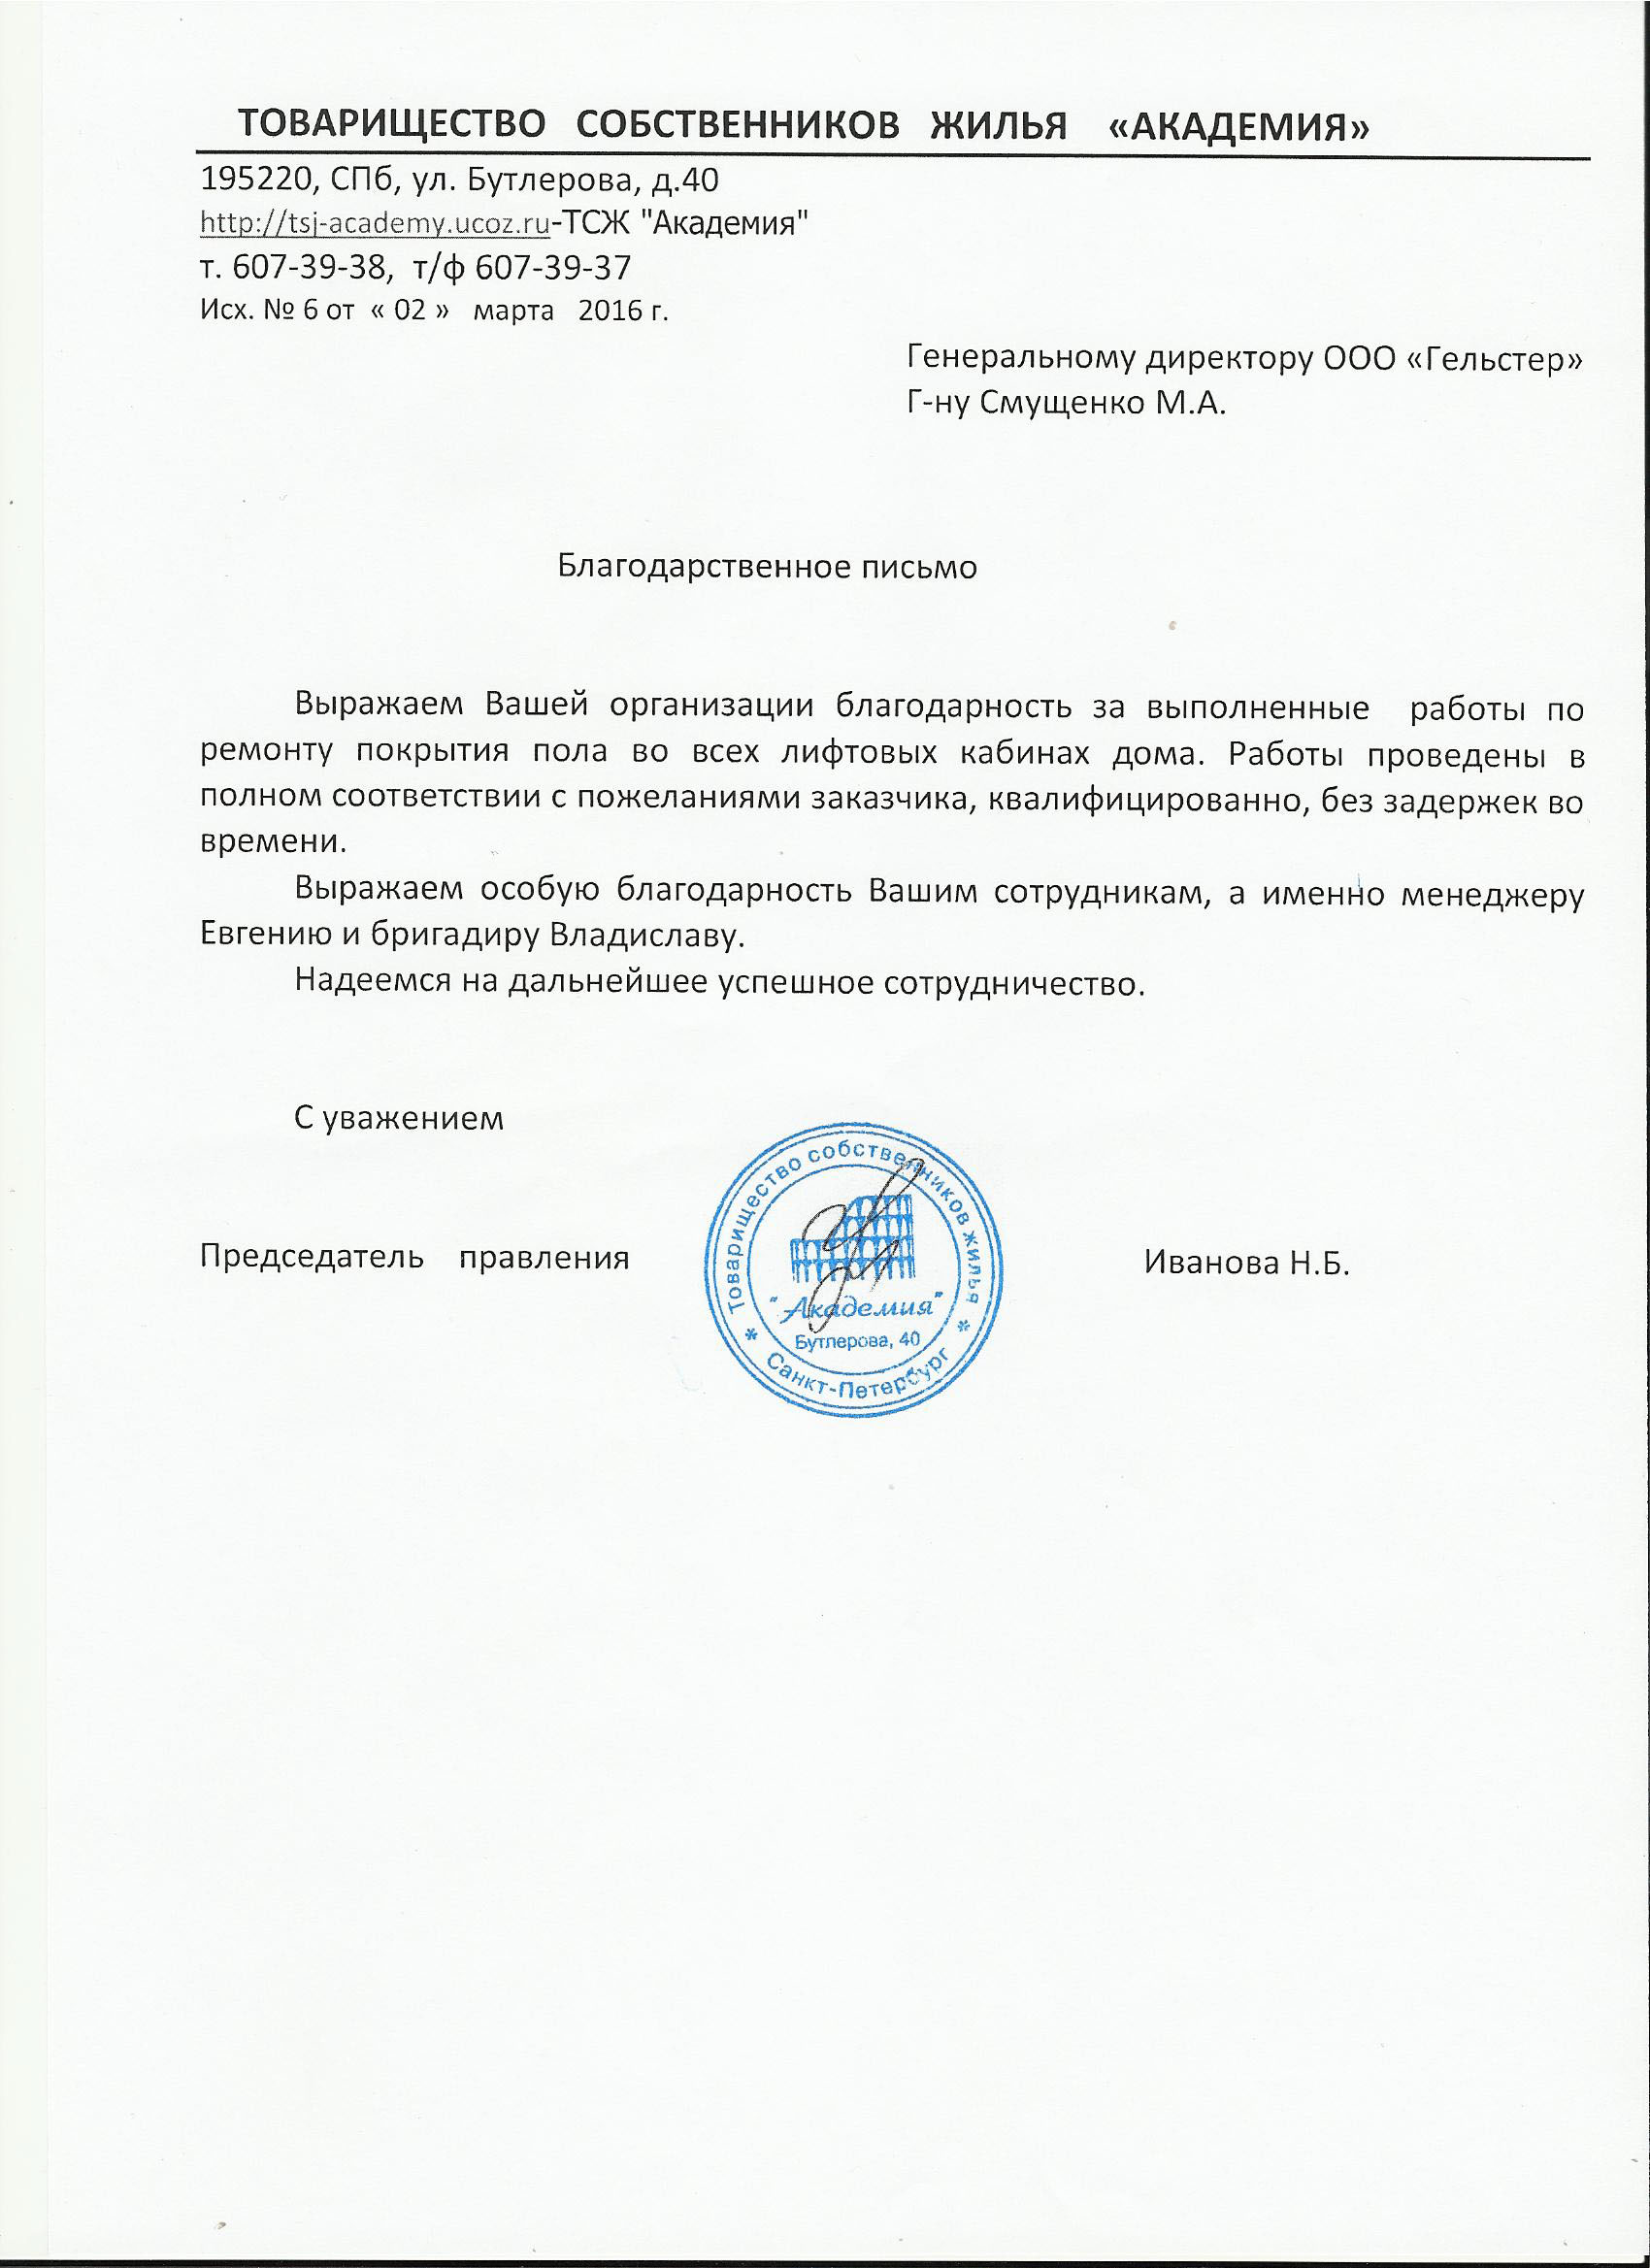 ТОВАРИЩЕСТВО СОБСТВЕННИКОВ ЖИЛЬЯ «АКАДЕМИЯ»
195220, СПб, ул. Бутлерова, д.40
http://tsj-academy.ucoz.ru-ТСЖ "Академия"
т. 607-39-38, т/ф 607-39-37
Исх. № 6 от « 02 » марта 2016 г.
Генеральному директору ООО «Гельстер»
Г-ну Смущенко М.А.
Благодарственное письмо
Выражаем Вашей организации благодарность за выполненные работы по
ремонту покрытия пола во всех лифтовых кабинах дома. Работы проведены в
полном соответствии с пожеланиями заказчика, квалифицированно, без задержек во
времени.
Выражаем особую благодарность Вашим сотрудникам, а именно менеджеру
Евгению и бригадиру Владиславу.
Надеемся на дальнейшее успешное сотрудничество.
С уважением
Председатель правления
Иванова Н.Б.
Товарищество собственников жилья
"Академия"
Бутлерова, 40
* Санкт-Петербург *